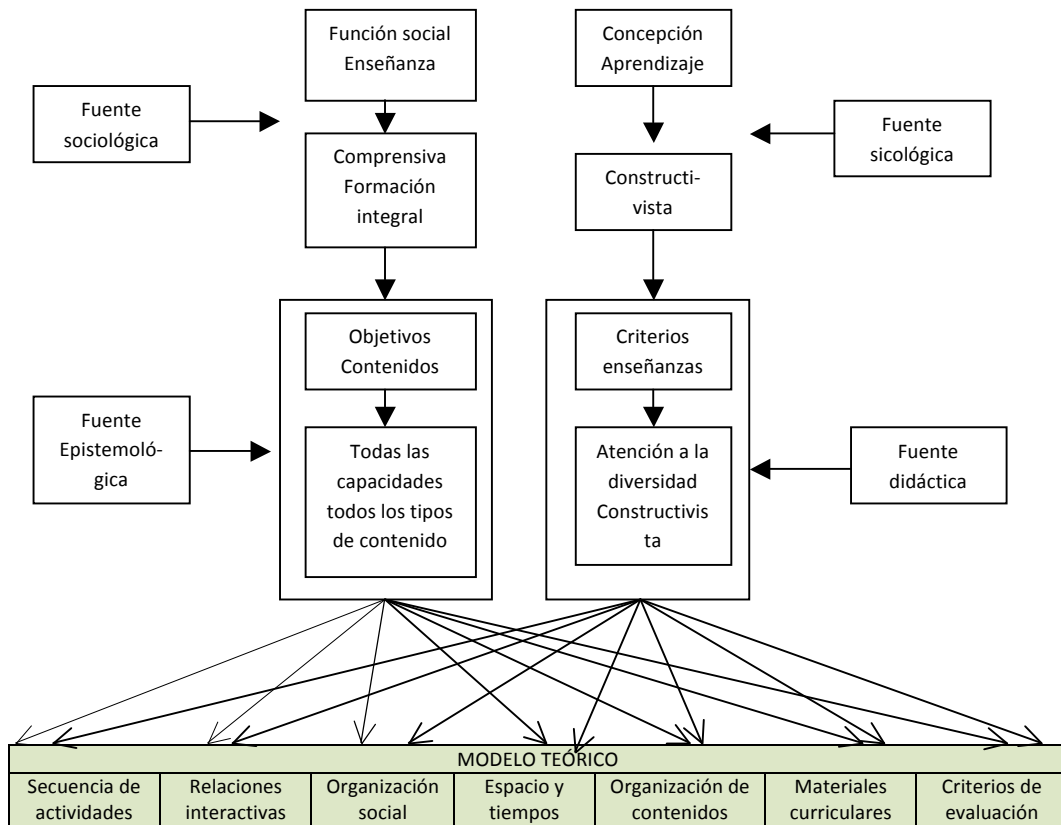 Función social
Enseñanza
Concepción
Aprendizaje
Fuente
sociológica
Fuente
sicológica
Comprensiva
Formación
integral
Constructi-
vista
Objetivos
Contenidos
Criterios
enseñanzas
Fuente
Epistemoló-
gica
Todas las
capacidades
todos los tipos
de contenido
Atención a la
diversidad
Constructivis
ta
Fuente
didáctica
MODELO TEÓRICO
Secuencia de
actividades
Relaciones
interactivas
Organización
social
Espacio y
tiempos
Organización de
contenidos
Materiales
curriculares
Criterios de
evaluación